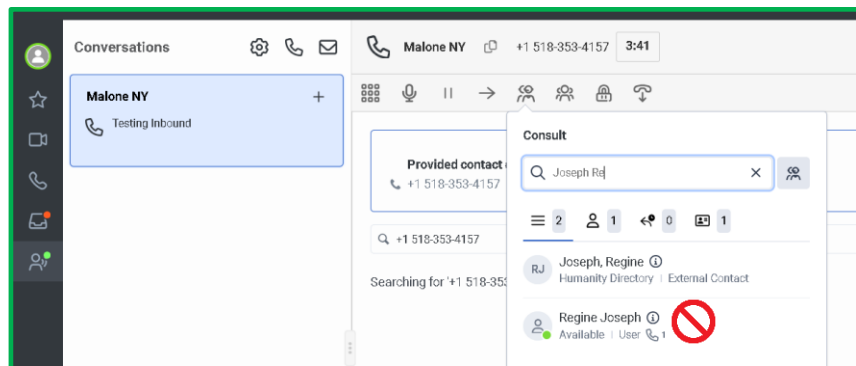 Conversations
Malone NY +1 518-353-4157 3:41
Malone NY +
Testing Inbound
Consult
Provided contact
+1 518-353-4157
Joseph Re
2 1 0 1
+1 518-353-4157
Searching for '+1 518-353
RJ Joseph, Regine
Humanity Directory | External Contact
Regine Joseph
Available | User 1